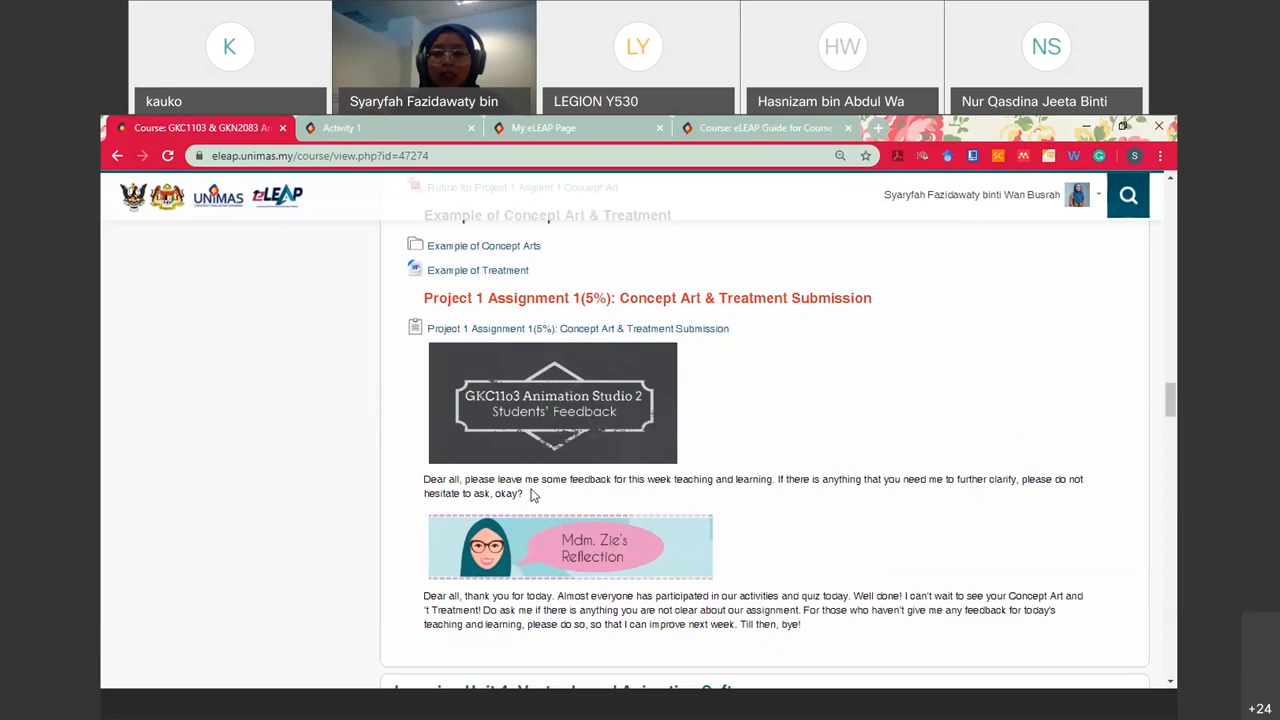 K
LY
HW
NS
kauko
Syaryfah Fazidawaty bin
LEGION Y530
Hasnizam bin Abdul Wa
Nur Qasdina Jeeta Binti
Course: GKC1103 & GKN2083 An
Activity 1
My eLEAP Page
Course: eLEAP Guide for Course
eleap.unimas.my/course/view.php?id=47274
S
UNIMAS
eLEAP
Syaryfah Fazidawaty binti Wan Busrah
Rubric for Project 1 Asgmnt 1 Concept Art
Example of Concept Art & Treatment
Example of Concept Arts
Example of Treatment
Project 1 Assignment 1(5%): Concept Art & Treatment Submission
Project 1 Assignment 1(5%): Concept Art & Treatment Submission
GKC11o3 Animation Studio 2
Students' Feedback
Dear all, please leave me some feedback for this week teaching and learning. If there is anything that you need me to further clarify, please do not
hesitate to ask, okay?
Mdm. Zie's
Reflection
Dear all, thank you for today. Almost everyone has participated in our activities and quiz today. Well done! I can't wait to see your Concept Art and
't Treatment! Do ask me if there is anything you are not clear about our assignment. For those who haven't give me any feedback for today's
teaching and learning, please do so, so that I can improve next week. Till then, bye!
+24